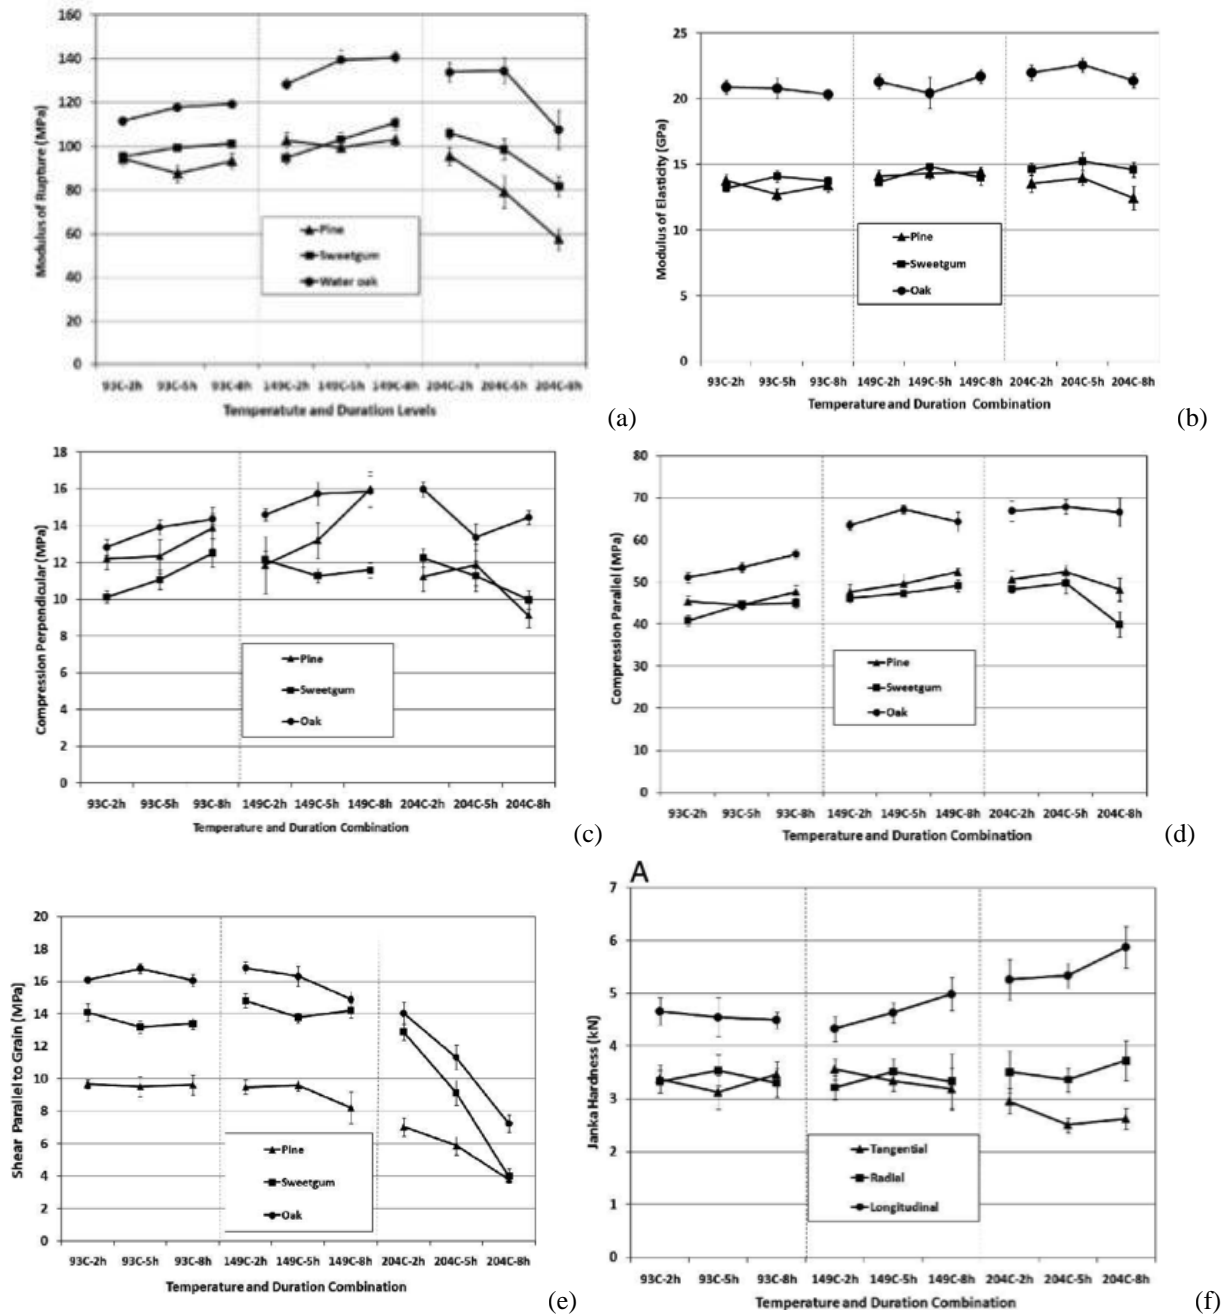 160
140
120
100
80
60
40
20
0
Modulus of Rupture (MPa)
Pine
Sweetgum
Water oak
93C-2h 93C-5h 93C-8h 149C-2h 149C-5h 149C-8h 204C-2h 204C-5h 204C-8h
Temperatute and Duration Levels
(a)
25
20
15
10
5
0
Modulus of Elasticity (GPa)
Pine
Sweetgum
Oak
93C-2h 93C-5h 93C-8h 149C-2h 149C-5h 149C-8h 204C-2h 204C-5h 204C-8h
Temperature and Duration Combination
(b)
18
16
14
12
10
8
6
4
2
0
Compression Perpendicular (MPa)
Pine
Sweetgum
Oak
93C-2h 93C-5h 93C-8h 149C-2h 149C-5h 149C-8h 204C-2h 204C-5h 204C-8h
Temperature and Duration Combination
(c)
80
70
60
50
40
30
20
10
0
Compression Parallel (MPa)
Pine
Sweetgum
Oak
93C-2h 93C-5h 93C-8h 149C-2h 149C-5h 149C-8h 204C-2h 204C-5h 204C-8h
Temperature and Duration Combination
(d)
20
18
16
14
12
10
8
6
4
2
0
Shear Parallel to Grain (MPa)
Pine
Sweetgum
Oak
93C-2h 93C-5h 93C-8h 149C-2h 149C-5h 149C-8h 204C-2h 204C-5h 204C-8h
Temperature and Duration Combination
(e)
A
7
6
5
4
3
2
1
0
Janka Hardness (kN)
Tangential
Radial
Longitudinal
93C-2h 93C-5h 93C-8h 149C-2h 149C-5h 149C-8h 204C-2h 204C-5h 204C-8h
Temperature and Duration Combination
(f)